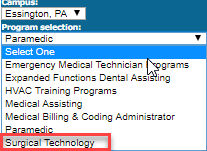 Campus:
Essington, PA
Program selection:
Paramedic
Select One
Emergency Medical Technician Programs
Expanded Functions Dental Assisting
HVAC Training Programs
Medical Assisting
Medical Billing & Coding Administrator
Paramedic
Surgical Technology